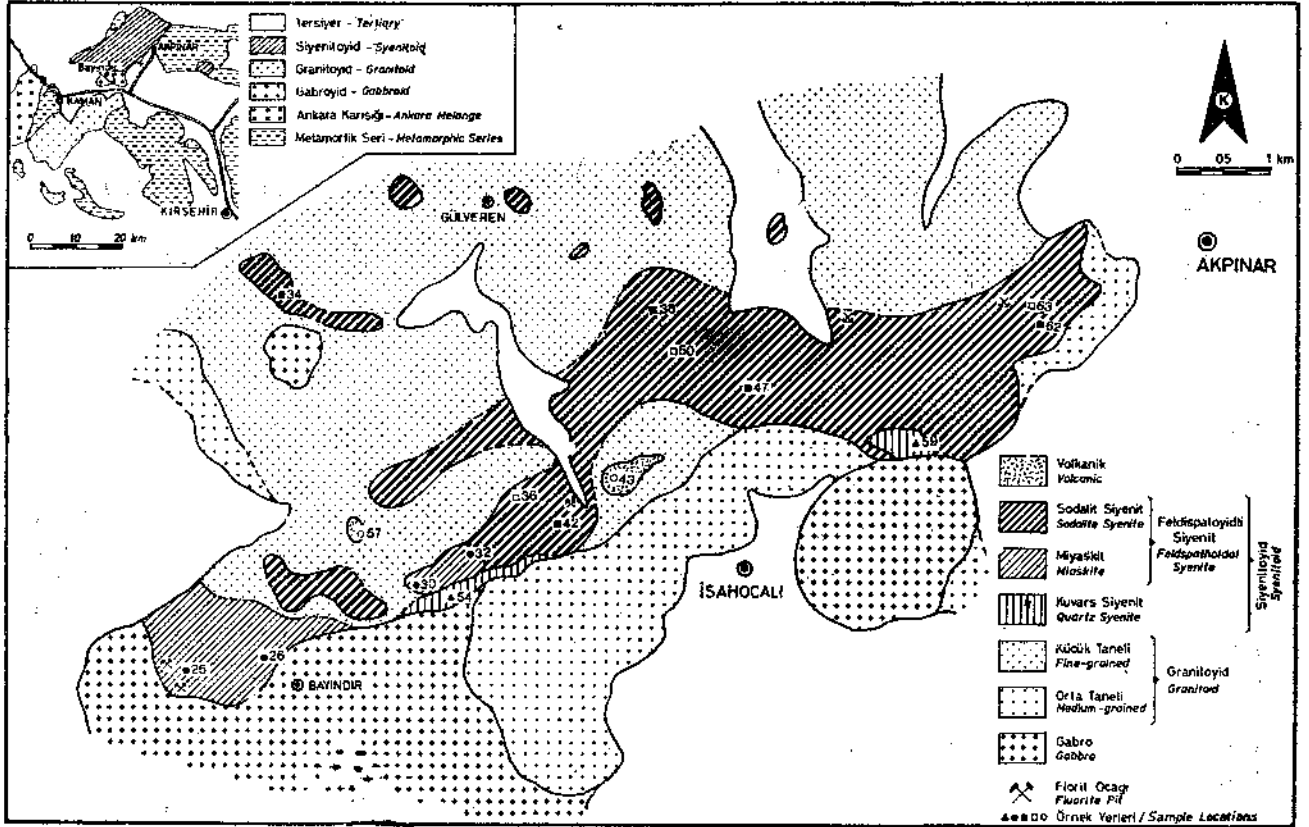 Tersiyer - Tertiary
Siyenitoyid - Syenitoid
Granitoyid - Granitoid
Gabroyid - Gabbroid
Ankara Karışığı - Ankara Melange
Metamorfik Seri - Metamorphic Series
AKPINAR
Bayındır
KAMAN
KIRŞEHİR
0 10 20 km
K
0 05 1 km
GÜLVEREN
AKPINAR
34
38
63
62
50
47
59
43
36
42
57
32
30
54
İSAHOCALI
25
26
BAYINDIR
Volkanik
Volcanic
Sodalit Siyenit
Sodalite Syenite
Miyaskit
Miaskite
Feldispatoyidli
Siyenit
Feldspathoidal
Syenite
Kuvars Siyenit
Quartz Syenite
Siyenitoyid
Syenitoid
Küçük Taneli
Fine-grained
Orta Taneli
Medium-grained
Granitoyid
Granitoid
Gabro
Gabbro
Florit Ocağı
Fluorite Pit
Örnek Yerleri / Sample Locations